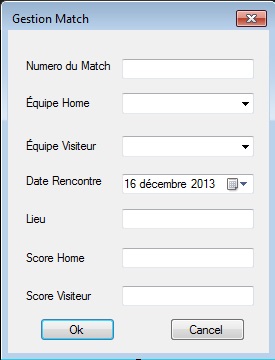 Gestion Match
Numero du Match
Équipe Home
Équipe Visiteur
Date Rencontre 16 décembre 2013
Lieu
Score Home
Score Visiteur
Ok Cancel